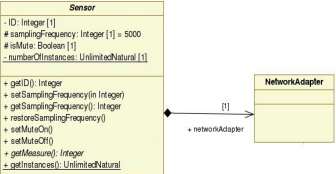 Sensor
- ID: Integer [1]
# samplingFrequency: Integer [1] = 5000
# isMute: Boolean [1]
- numberOfInstances: UnlimitedNatural [1]
+ getID(): Integer
+ setSamplingFrequency(in Integer)
+ getSamplingFrequency(): Integer
+ restoreSamplingFrequency()
+ setMuteOn()
+ setMuteOff()
+ getMeasure(): Integer
+ getInstances(): UnlimitedNatural
[1]
+ networkAdapter
NetworkAdapter